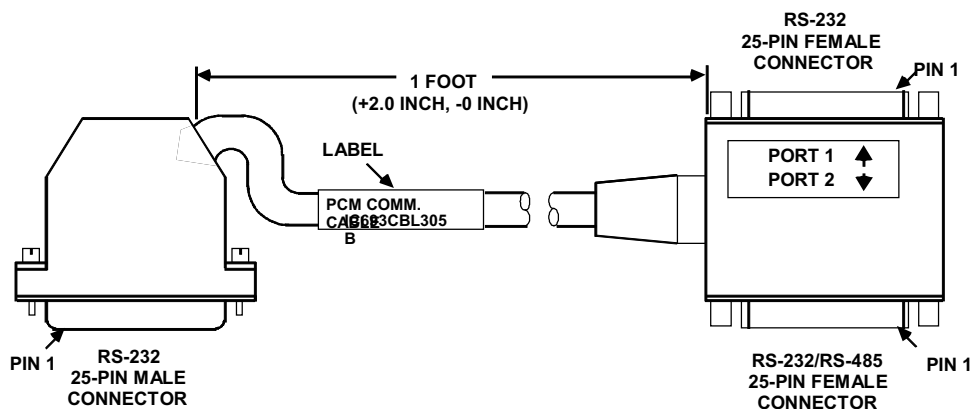 RS-232
25-PIN FEMALE
CONNECTOR
PIN 1
1 FOOT
(+2.0 INCH, -0 INCH)
LABEL
PORT 1
PORT 2
PCM COMM.
CABLE
IC693CBL305
B
PIN 1
RS-232
25-PIN MALE
CONNECTOR
RS-232/RS-485
25-PIN FEMALE
CONNECTOR
PIN 1